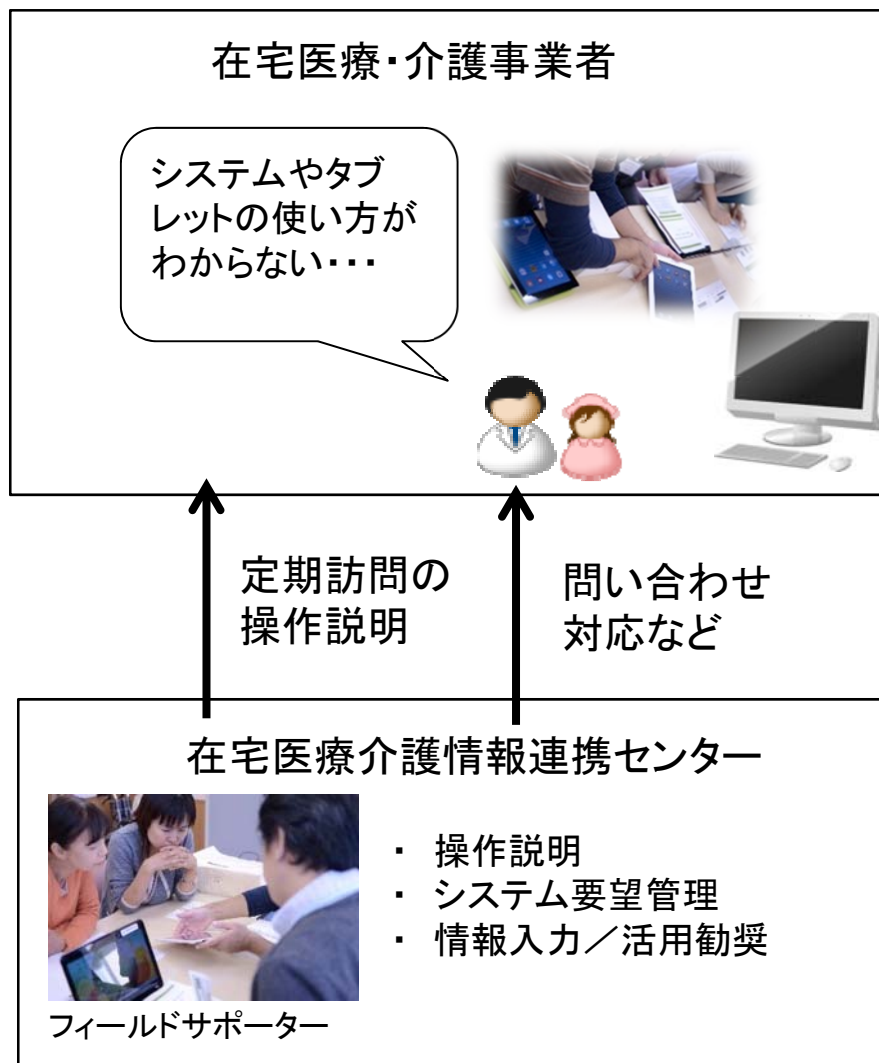 在宅医療・介護事業者
システムやタブ
レットの使い方が
わからない・・・
定期訪問の
操作説明
問い合わせ
対応など
在宅医療介護情報連携センター
・ 操作説明
・ システム要望管理
・ 情報入力／活用勧奨
フィールドサポーター